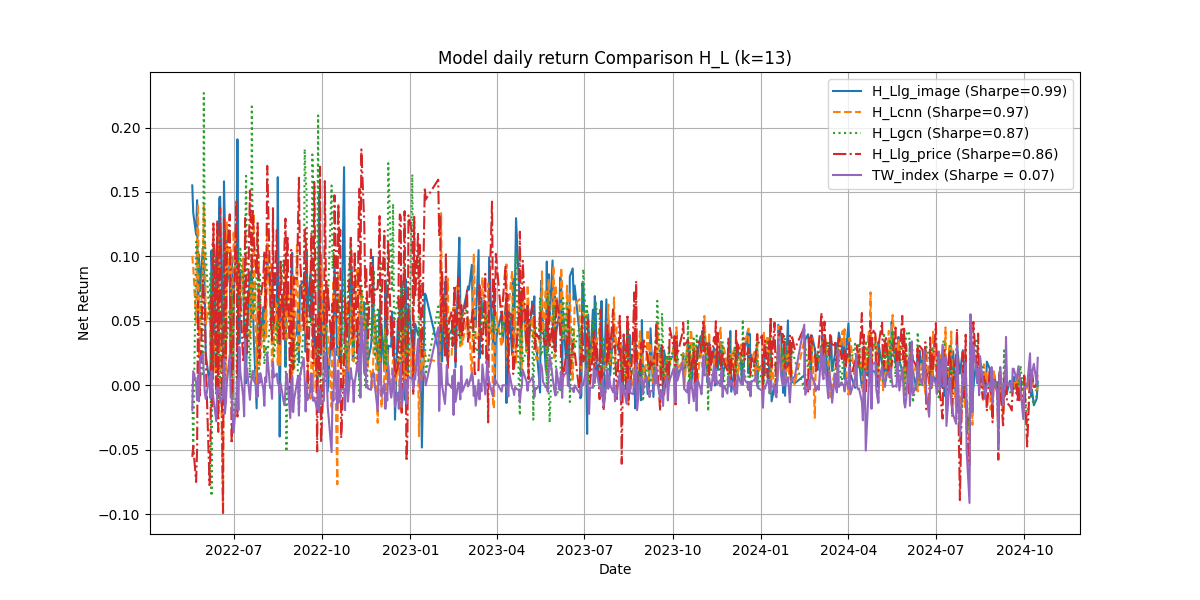 Model daily return Comparison H_L (k=13)
H_Llg_image (Sharpe=0.99)
H_Lcnn (Sharpe=0.97)
H_Lgcn (Sharpe=0.87)
H_Llg_price (Sharpe=0.86)
TW_index (Sharpe = 0.07)
Net Return
0.20
0.15
0.10
0.05
0.00
−0.05
−0.10
2022-07 2022-10 2023-01 2023-04 2023-07 2023-10 2024-01 2024-04 2024-07 2024-10
Date